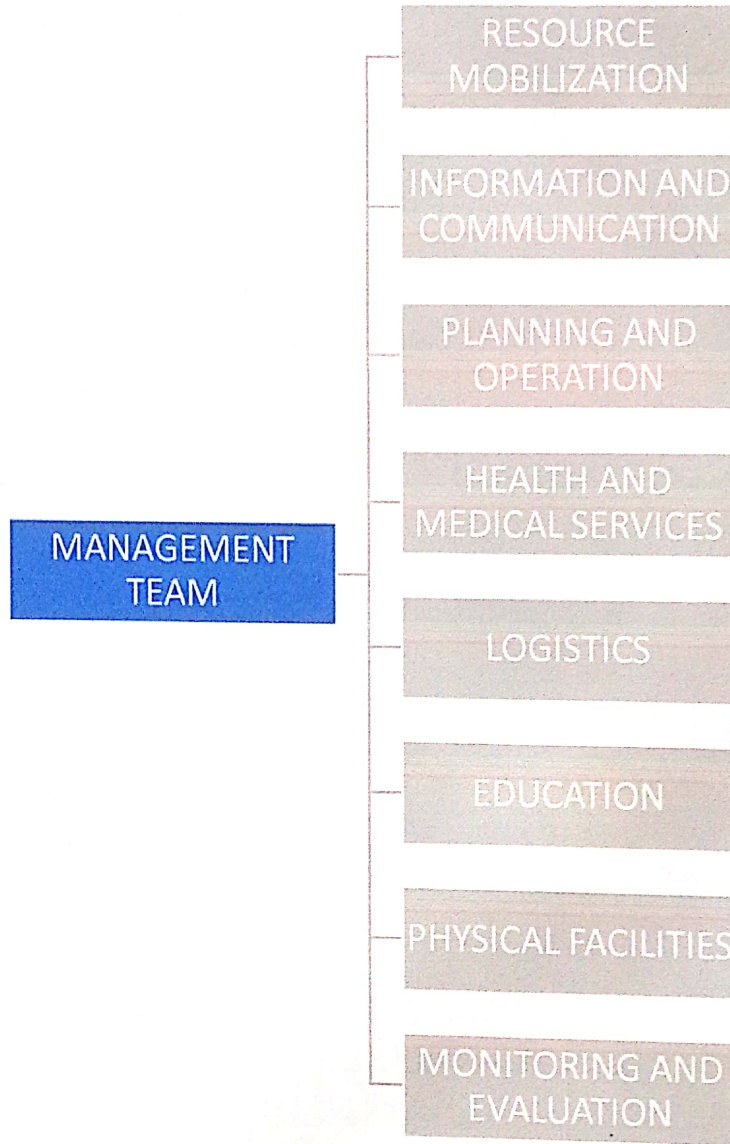 RESOURCE
MOBILIZATION
INFORMATION AND
COMMUNICATION
PLANNING AND
OPERATION
HEALTH AND
MEDICAL SERVICES
MANAGEMENT
TEAM
LOGISTICS
EDUCATION
PHYSICAL FACILITIES
MONITORING AND
EVALUATION